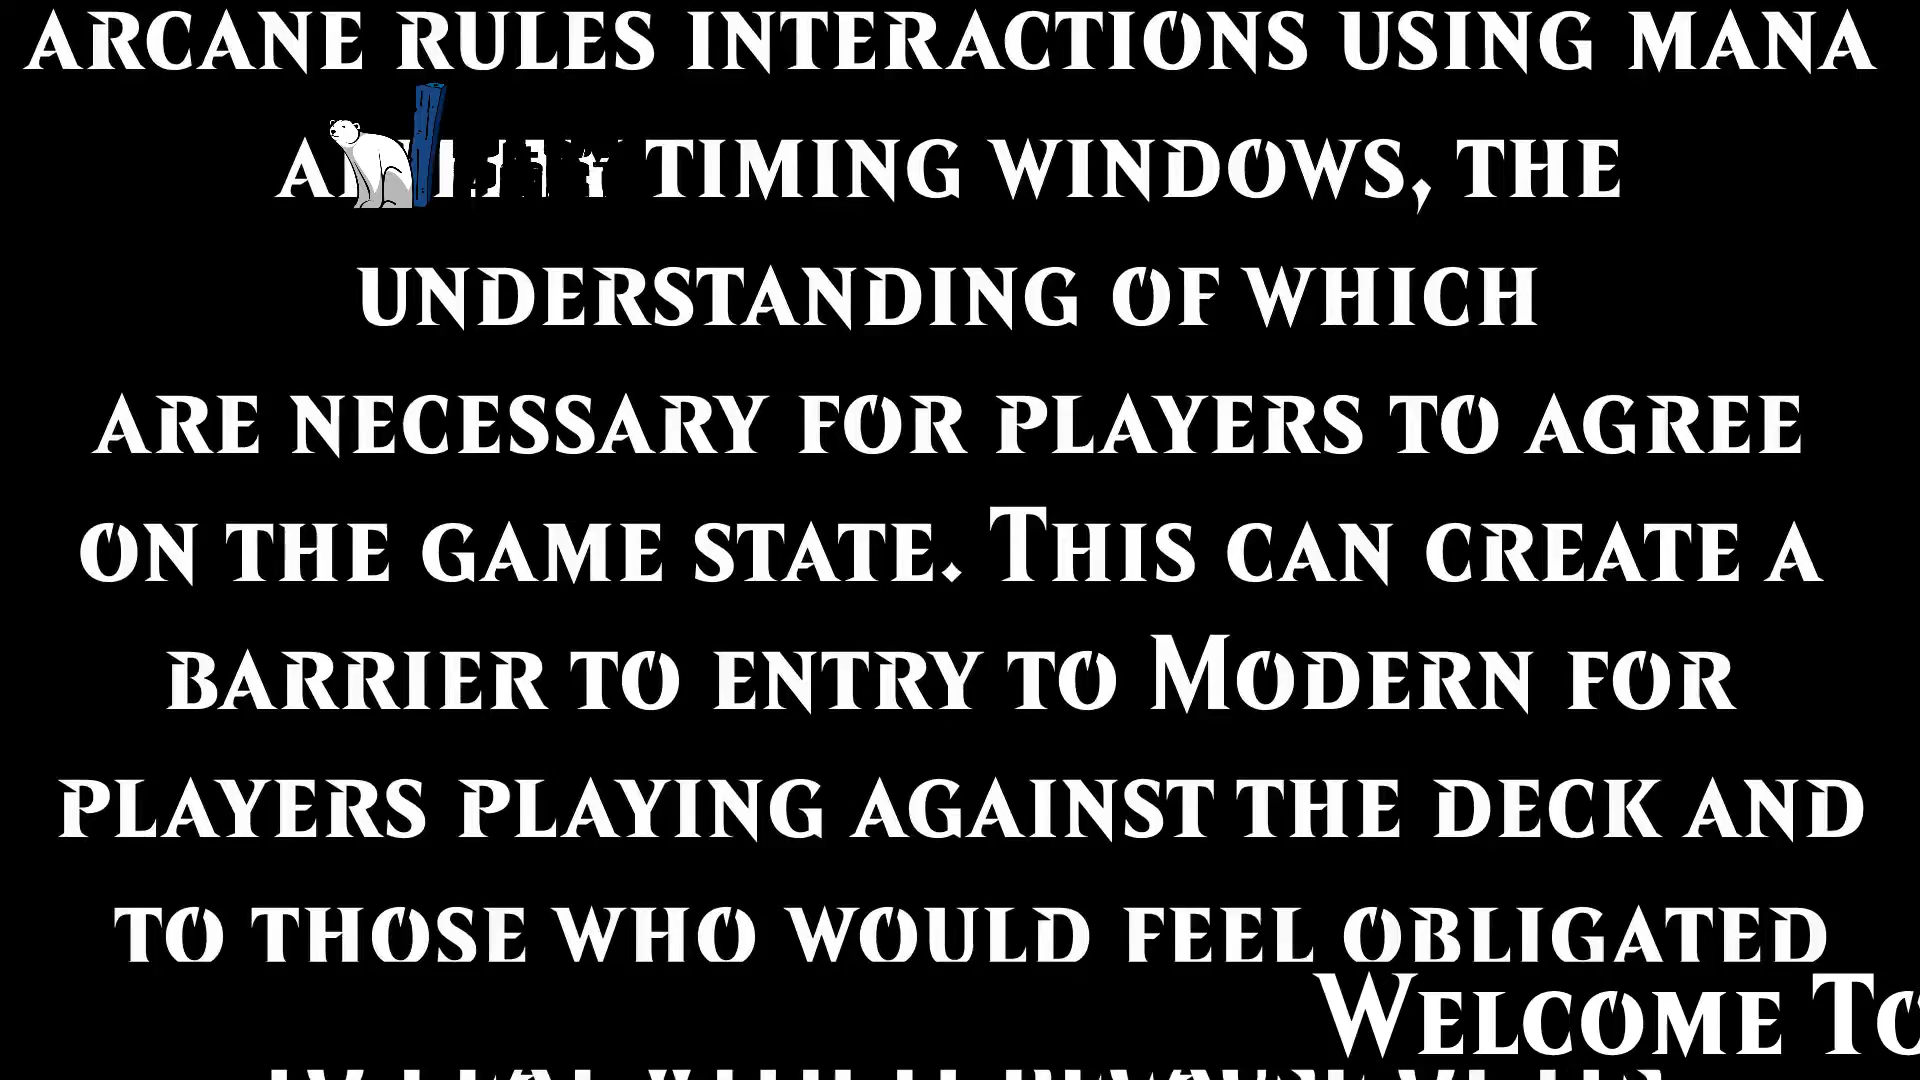 ARCANE RULES INTERACTIONS USING MANA
TIMING WINDOWS, THE
UNDERSTANDING OF WHICH
ARE NECESSARY FOR PLAYERS TO AGREE
ON THE GAME STATE. THIS CAN CREATE A
BARRIER TO ENTRY TO MODERN FOR
PLAYERS PLAYING AGAINST THE DECK AND
TO THOSE WHO WOULD FEEL OBLIGATED
WELCOME TO